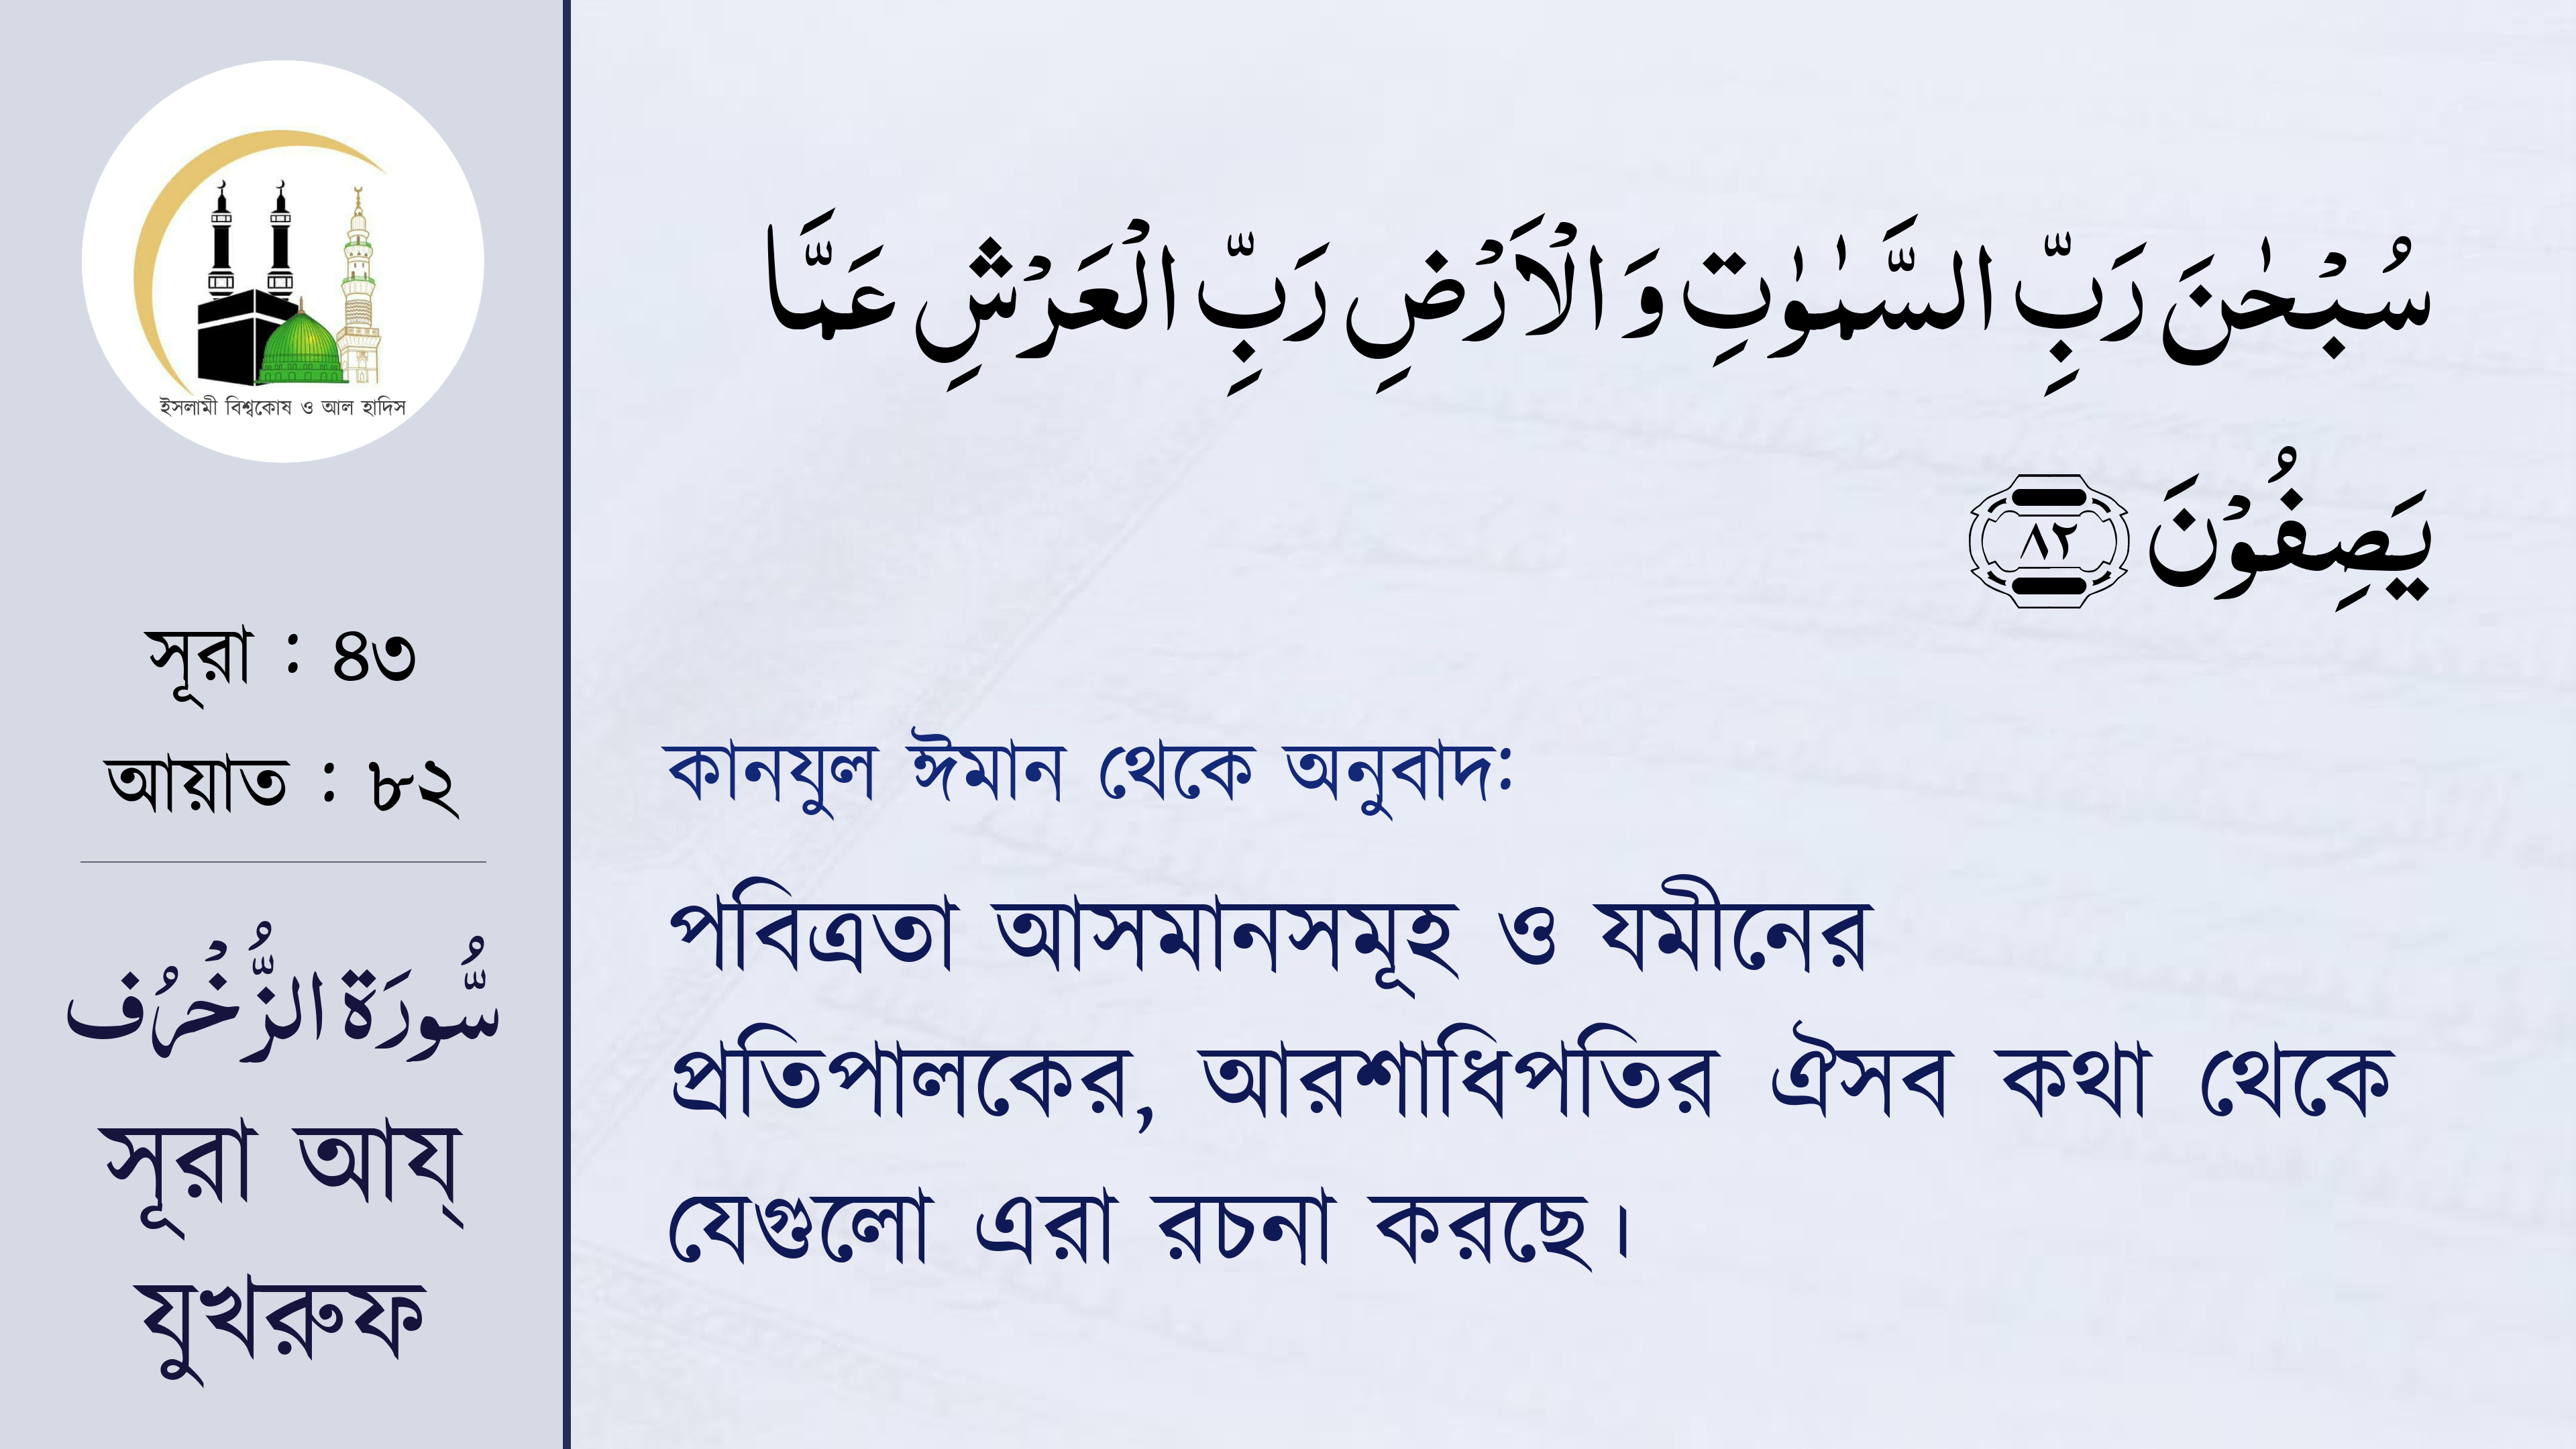 ইসলামী বিশ্বকোষ ও আল হাদিস
সূরা : ৪৩
আয়াত : ৮২
سُّورَة الزُّخْرُف
সূরা আয্
যুখরুফ
سُبْحٰنَ رَبِّ السَّمٰوٰتِ وَ الْاَرْضِ رَبِّ الْعَرْشِ عَمَّا
یَصِفُوْنَ ﴿۸۲﴾
কানযুল ঈমান থেকে অনুবাদ:
পবিত্রতা আসমানসমূহ ও যমীনের
প্রতিপালকের, আরশাধিপতির ঐসব কথা থেকে
যেগুলো এরা রচনা করছে।